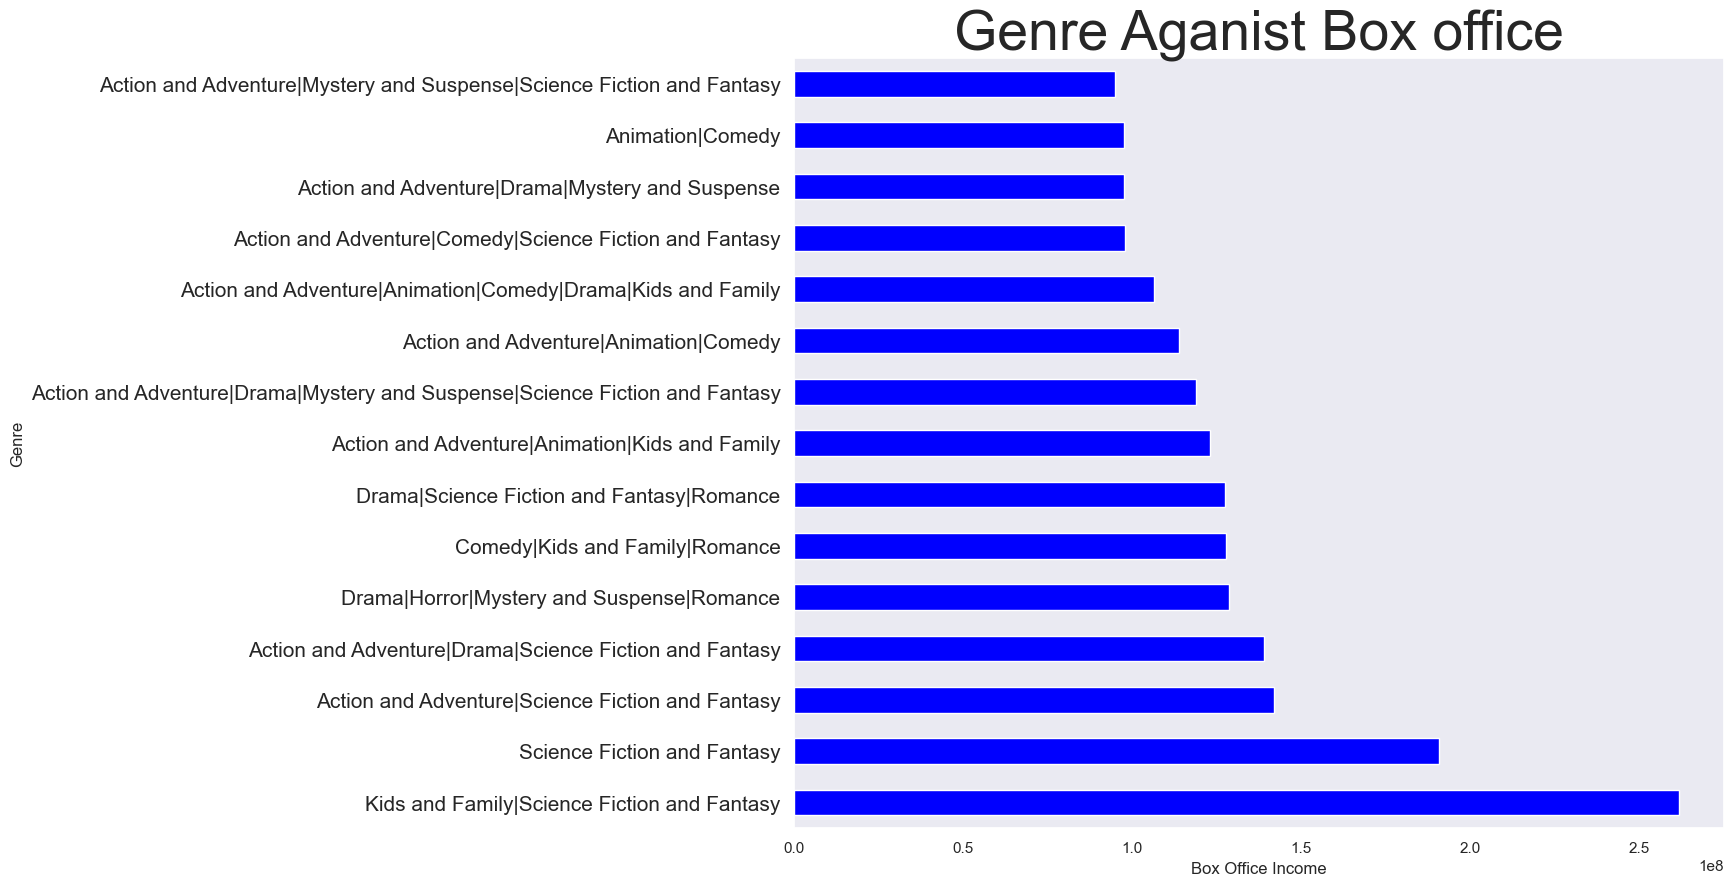 Genre Aganist Box office
Action and Adventure|Mystery and Suspense|Science Fiction and Fantasy
Animation|Comedy
Action and Adventure|Drama|Mystery and Suspense
Action and Adventure|Comedy|Science Fiction and Fantasy
Action and Adventure|Animation|Comedy|Drama|Kids and Family
Action and Adventure|Animation|Comedy
Action and Adventure|Drama|Mystery and Suspense|Science Fiction and Fantasy
Action and Adventure|Animation|Kids and Family
Drama|Science Fiction and Fantasy|Romance
Comedy|Kids and Family|Romance
Drama|Horror|Mystery and Suspense|Romance
Action and Adventure|Drama|Science Fiction and Fantasy
Action and Adventure|Science Fiction and Fantasy
Science Fiction and Fantasy
Kids and Family|Science Fiction and Fantasy
Genre
0.0 0.5 1.0 1.5 2.0 2.5
1e8
Box Office Income